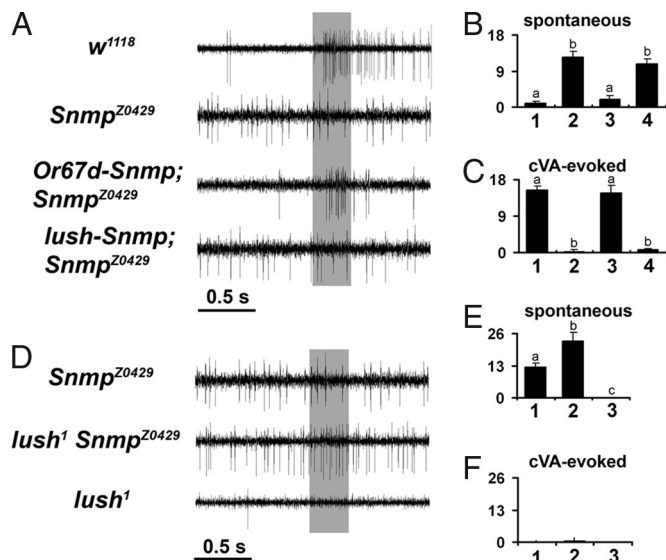 A
w1118
SnmpZ0429
Or67d-Snmp;
SnmpZ0429
lush-Snmp;
SnmpZ0429
0.5 s
B
spontaneous
18
9
0
a
b
a
b
1 2 3 4
C
cVA-evoked
18
9
0
a
b
a
b
1 2 3 4
D
SnmpZ0429
lush1 SnmpZ0429
lush1
0.5 s
E
spontaneous
26
13
0
a
b
c
1 2 3
F
cVA-evoked
26
13
0
1 2 3